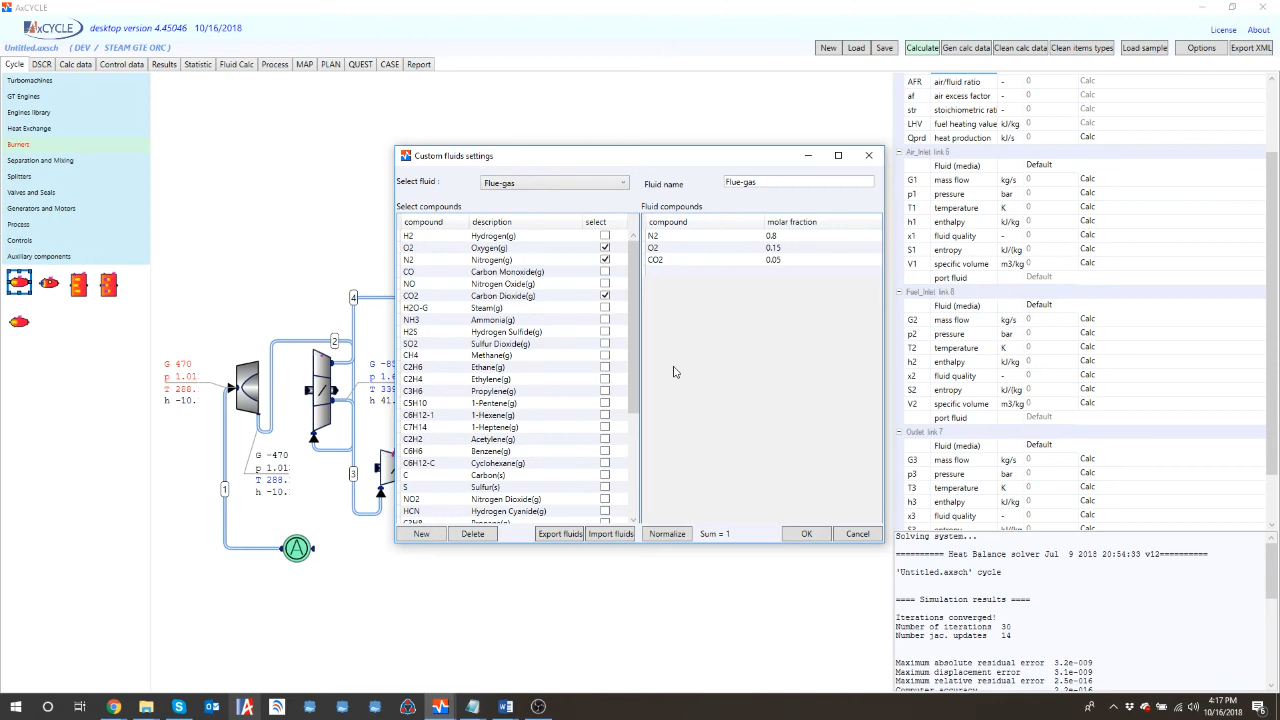 AxCYCLE
AxCYCLE desktop version 4.45046 10/16/2018
License About
Untitled.axsch ( DEV / STEAM GTE ORC )
New Load Save Calculate Gen calc data Clean calc data Clean items types Load sample Options Export XML
Cycle DSCR Calc data Control data Results Statistic Fluid Calc Process MAP PLAN QUEST CASE Report
Turbomachines
GT Engines
Engines library
Heat Exchange
Burners
Separation and Mixing
Splitters
Valves and Seals
Generators and Motors
Process
Controls
Auxiliary components
4
2
G 470
p 1.01
T 288.
h -10.
G -470
p 1.01
T 288.
h -10.
1
3
A
Custom fluids settings
Select fluid : Flue-gas Fluid name Flue-gas
Select compounds Fluid compounds
compound description select compound molar fraction
H2 Hydrogen(g) N2 0.8
O2 Oxygen(g) O2 0.15
N2 Nitrogen(g) CO2 0.05
CO Carbon Monoxide(g)
NO Nitrogen Oxide(g)
CO2 Carbon Dioxide(g)
H2O-G Steam(g)
NH3 Ammonia(g)
H2S Hydrogen Sulfide(g)
SO2 Sulfur Dioxide(g)
CH4 Methane(g)
C2H6 Ethane(g)
C2H4 Ethylene(g)
C3H6 Propylene(g)
C5H10 1-Pentene(g)
C6H12-1 1-Hexene(g)
C7H14 1-Heptene(g)
C2H2 Acetylene(g)
C6H6 Benzene(g)
C6H12-C Cyclohexane(g)
C Carbon(s)
S Sulfur(s)
NO2 Nitrogen Dioxide(g)
HCN Hydrogen Cyanide(g)
C3H8 Propane(g)
New Delete Export fluids Import fluids Normalize Sum = 1 OK Cancel
AFR air/fluid ratio - 0 Calc
af air excess factor - 0 Calc
str stoichiometric rati - 0 Calc
LHV fuel heating value kJ/kg 0 Calc
Qprd heat production kJ/ 0 Calc
Air_Inlet link 6
Fluid (media) Default
G1 mass flow kg/s 0 Calc
p1 pressure bar 0 Calc
T1 temperature K 0 Calc
h1 enthalpy kJ/kg 0 Calc
x1 fluid quality - 0 Calc
S1 entropy kJ/(k 0 Calc
V1 specific volume m3/kg 0 Calc
port fluid Default
Fuel_Inlet link 8
Fluid (media) Default
G2 mass flow kg/s 0 Calc
p2 pressure bar 0 Calc
T2 temperature K 0 Calc
h2 enthalpy kJ/kg 0 Calc
x2 fluid quality - 0 Calc
S2 entropy kJ/(k 0 Calc
V2 specific volume m3/kg 0 Calc
port fluid Default
Outlet link 7
Fluid (media) Default
G3 mass flow kg/s 0 Calc
p3 pressure bar 0 Calc
T3 temperature K 0 Calc
h3 enthalpy kJ/kg 0 Calc
x3 fluid quality - 0 Calc
S3 entropy kJ/(k 0 Calc
Solving system...
========== Heat Balance solver Jul 9 2018 20:54:33 v12==========
'Untitled.axsch' cycle
==== Simulation results ====
Iterations converged!
Number of iterations 30
Number jac. updates 14
Maximum absolute residual error 3.2e-009
Maximum displacement error 3.1e-009
Maximum relative residual error 2.5e-016
Computer accuracy 2.2e-016
4:17 PM
10/16/2018